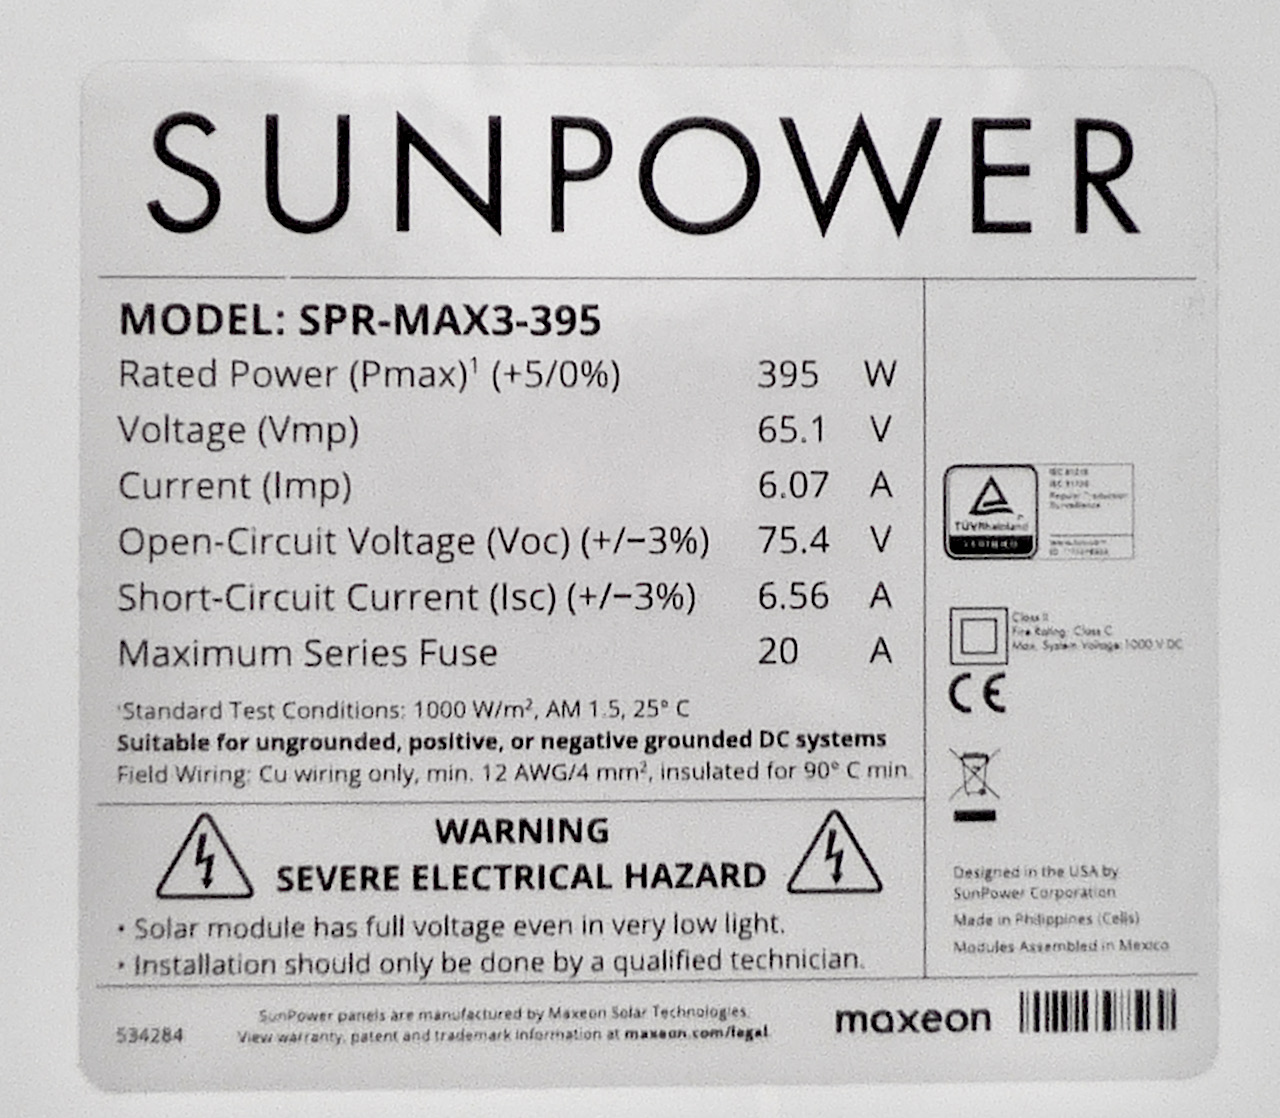 SUNPOWER
MODEL: SPR-MAX3-395
Rated Power (Pmax)¹ (+5/0%) 395 W
Voltage (Vmp) 65.1 V
Current (Imp) 6.07 A
Open-Circuit Voltage (Voc) (+/−3%) 75.4 V
Short-Circuit Current (Isc) (+/−3%) 6.56 A
Maximum Series Fuse 20 A
¹Standard Test Conditions: 1000 W/m², AM 1.5, 25° C
Suitable for ungrounded, positive, or negative grounded DC systems
Field Wiring: Cu wiring only, min. 12 AWG/4 mm², insulated for 90° C min.
WARNING
SEVERE ELECTRICAL HAZARD
• Solar module has full voltage even in very low light.
• Installation should only be done by a qualified technician.
TÜVRheinland
CERTIFIED
Class II
Fire Rating: Class C
Max. System Voltage: 1000 V DC
CE
Designed in the USA by
SunPower Corporation
Made in Philippines (Cells)
Modules Assembled in Mexico
534284
SunPower panels are manufactured by Maxeon Solar Technologies.
View warranty, patent and trademark information at maxeon.com/legal.
maxeon